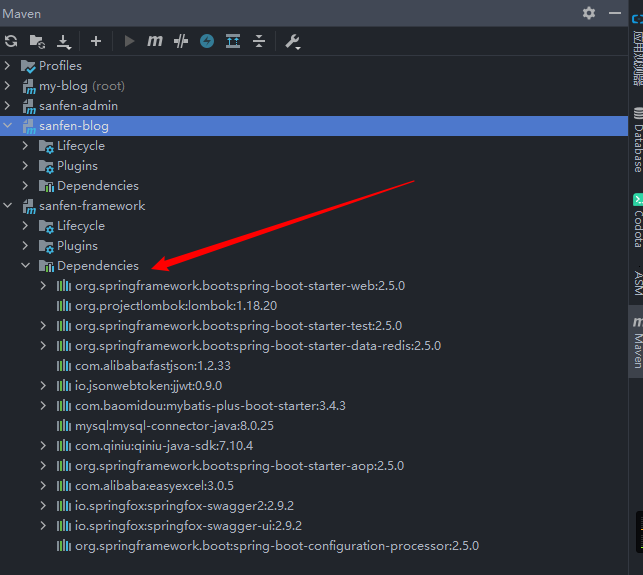 Maven
Profiles
my-blog (root)
sanfen-admin
sanfen-blog
Lifecycle
Plugins
Dependencies
sanfen-framework
Lifecycle
Plugins
Dependencies
org.springframework.boot:spring-boot-starter-web:2.5.0
org.projectlombok:lombok:1.18.20
org.springframework.boot:spring-boot-starter-test:2.5.0
org.springframework.boot:spring-boot-starter-data-redis:2.5.0
com.alibaba:fastjson:1.2.33
io.jsonwebtoken:jjwt:0.9.0
com.baomidou:mybatis-plus-boot-starter:3.4.3
mysql:mysql-connector-java:8.0.25
com.qiniu:qiniu-java-sdk:7.10.4
org.springframework.boot:spring-boot-starter-aop:2.5.0
com.alibaba:easyexcel:3.0.5
io.springfox:springfox-swagger2:2.9.2
io.springfox:springfox-swagger-ui:2.9.2
org.springframework.boot:spring-boot-configuration-processor:2.5.0
应用观测器
Database
Codota
ASM
Maven